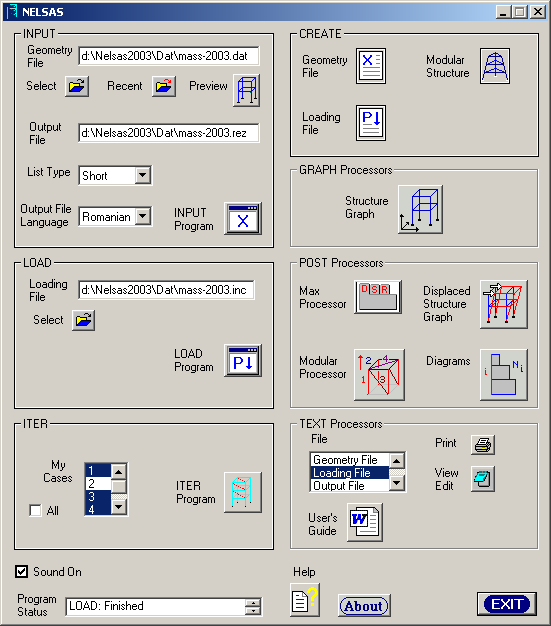 NELSAS
INPUT
Geometry
File
d:\Nelsas2003\Dat\mass-2003.dat
Select
Recent
Preview
Output
File
d:\Nelsas2003\Dat\mass-2003.rez
List Type
Short
Output File
Language
Romanian
INPUT
Program
X
LOAD
Loading
File
d:\Nelsas2003\Dat\mass-2003.inc
Select
LOAD
Program
P↓
ITER
My
Cases
1
2
3
4
All
ITER
Program
Sound On
Program
Status
LOAD: Finished
CREATE
Geometry
File
X
Modular
Structure
Loading
File
P↓
GRAPH Processors
Structure
Graph
POST Processors
Max
Processor
D S R
Displaced
Structure
Graph
Modular
Processor
1 2 3 4
Diagrams
i N i
TEXT Processors
File
Geometry File
Loading File
Output File
Print
View
Edit
User's
Guide
W
Help
?
About
EXIT